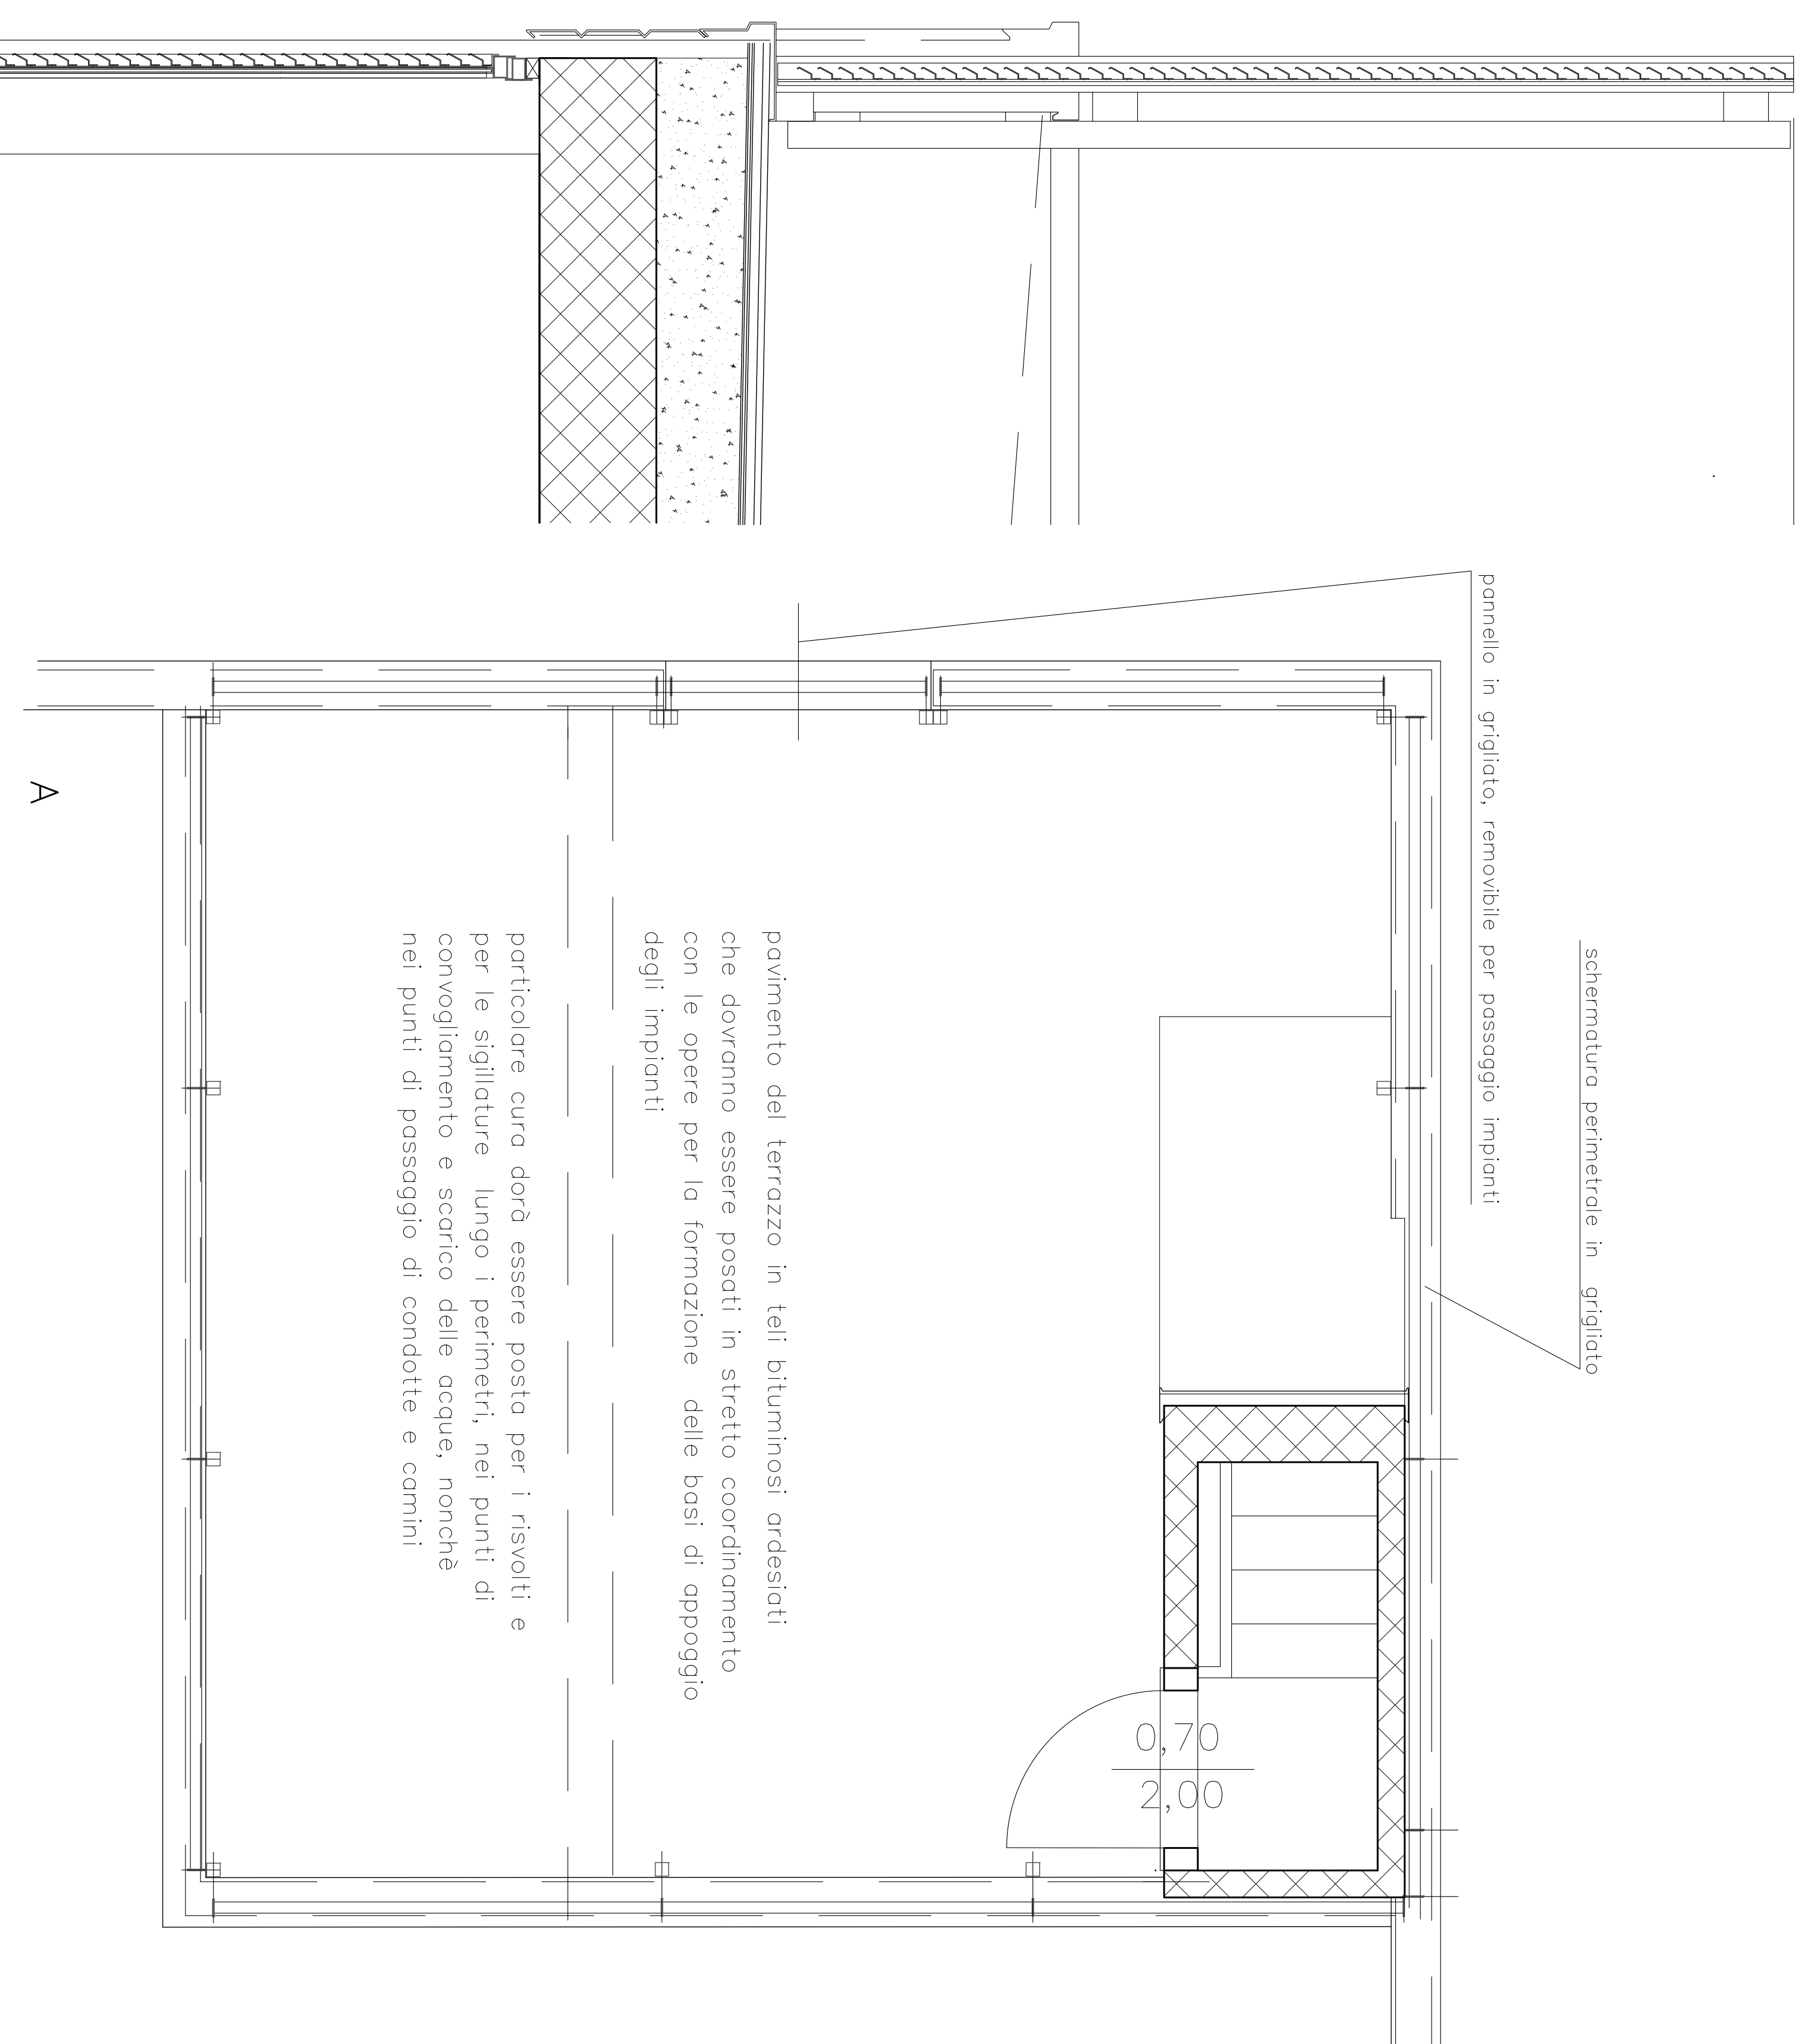 schermatura perimetrale in grigliato
pannello in grigliato, removibile per passaggio impianti
0,70
2,00
pavimento del terrazzo in teli bituminosi ardesiati
che dovranno essere posati in stretto coordinamento
con le opere per la formazione delle basi di appoggio
degli impianti
particolare cura dorà essere posta per i risvolti e
per le sigillature lungo i perimetri, nei punti di
convogliamento e scarico delle acque, nonchè
nei punti di passaggio di condotte e camini
A